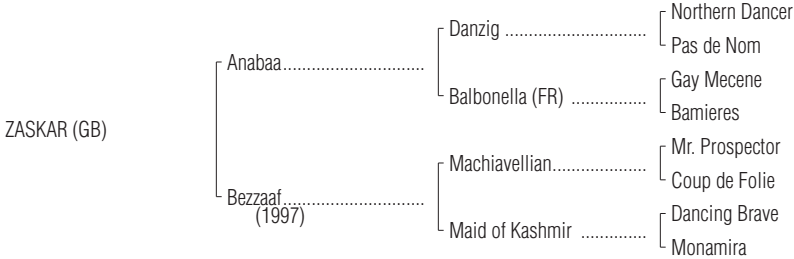 Northern Dancer
Danzig ................................
Pas de Nom
Anabaa................................
Gay Mecene
Balbonella (FR) .................
Bamieres
ZASKAR (GB)
Mr. Prospector
Machiavellian.....................
Coup de Folie
Bezzaaf................................
(1997)
Dancing Brave
Maid of Kashmir ...............
Monamira